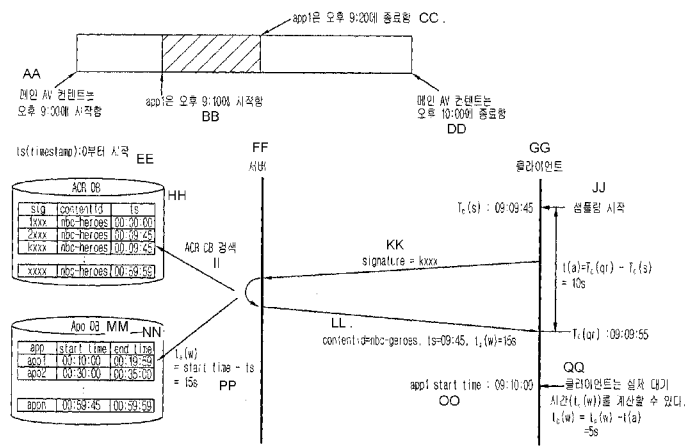 app1은 오후 9:20에 종료함 CC.
AA
메인 AV 컨텐트는
오후 9:00에 시작함
app1은 오후 9:10에 시작함
BB
메인 AV 컨텐트는
오후 10:00에 종료함
DD
ts(timestamp):0부터 시작
EE
FF
서버
GG
클라이언트
ACR DB
HH
sig contentid ts
1xxx nbc-heroes 00:00:00
2xxx nbc-heroes 00:09:45
kxxx nbc-heroes 00:09:45
⋮
xxxx nbc-heroes 00:59:59
ACR DB 검색
II
JJ
Tc(s) : 09:09:45
샘플링 시작
KK
signature = kxxx
t(a)=Tc(qr) - Tc(s)
= 10s
LL.
contentid=nbc-geroes, ts=09:45, ts(w)=15s
Tc(qr) :09:09:55
App DB MM NN
app start time end time
app1 00:10:00 00:19:59
app2 00:30:00 00:35:00
⋮
appn 00:59:45 00:59:59
ts(w)
= start time - ts
= 15s
PP
app1 start time : 09:10:00
OO
QQ
클라이언트는 실제 대기
시간(tc(w))를 계산할 수 있다.
tc(w) = ts(w) -t(a)
=5s